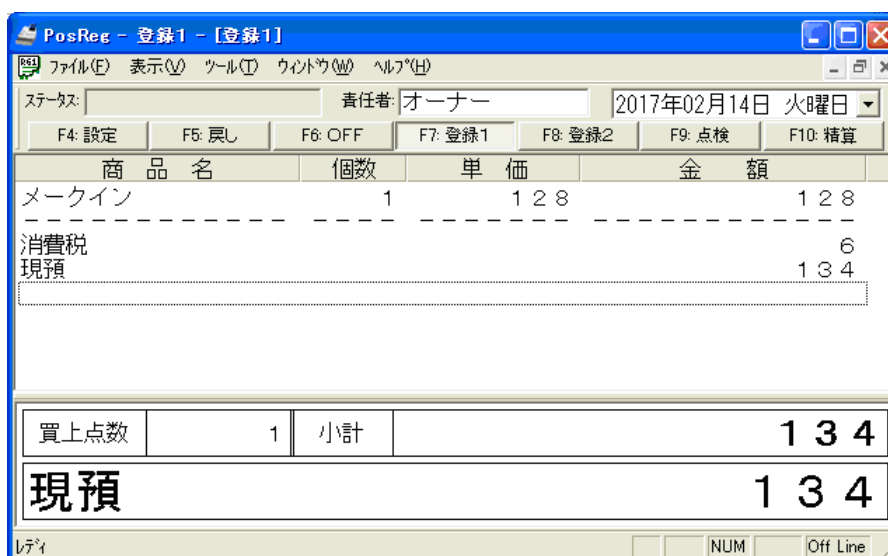 PosReg - 登録1 - [登録1]
ファイル(F) 表示(V) ツール(T) ウィンドウ(W) ヘルプ(H)
ステータス: 責任者: オーナー 2017年02月14日 火曜日
F4: 設定 F5: 戻し F6: OFF F7: 登録1 F8: 登録2 F9: 点検 F10: 精算
商 品 名 個数 単 価 金 額
メークイン 1 128 128
消費税 6
現預 134
買上点数 1 小計 134
現預 134
レディ NUM Off Line